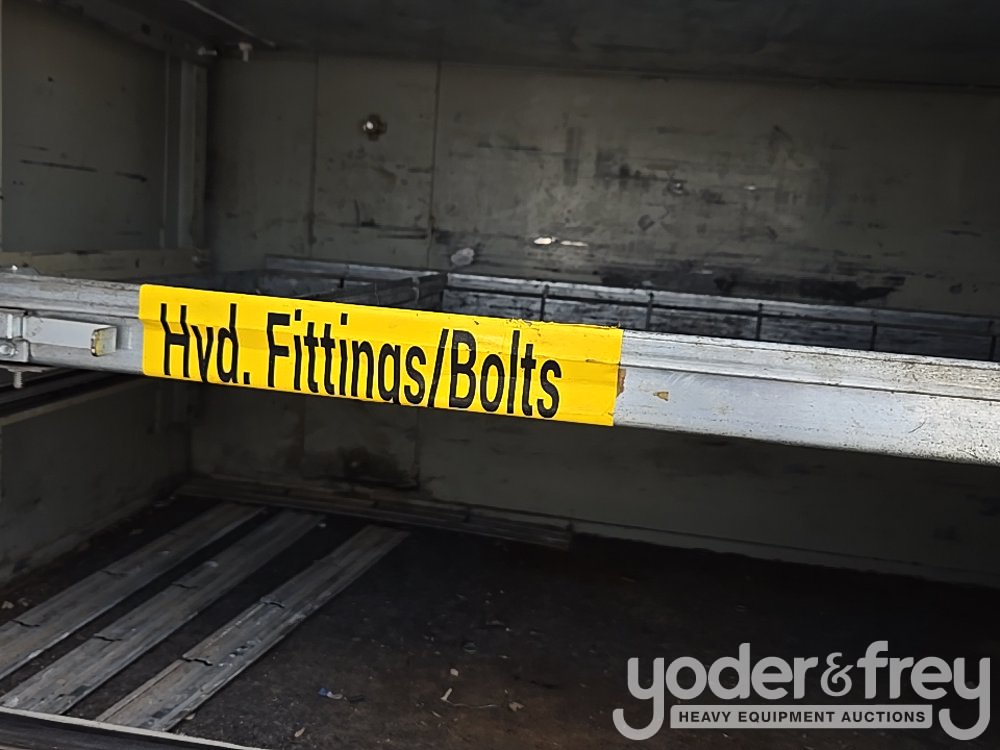 Hyd. Fittings/Bolts
yoder&frey
HEAVY EQUIPMENT AUCTIONS